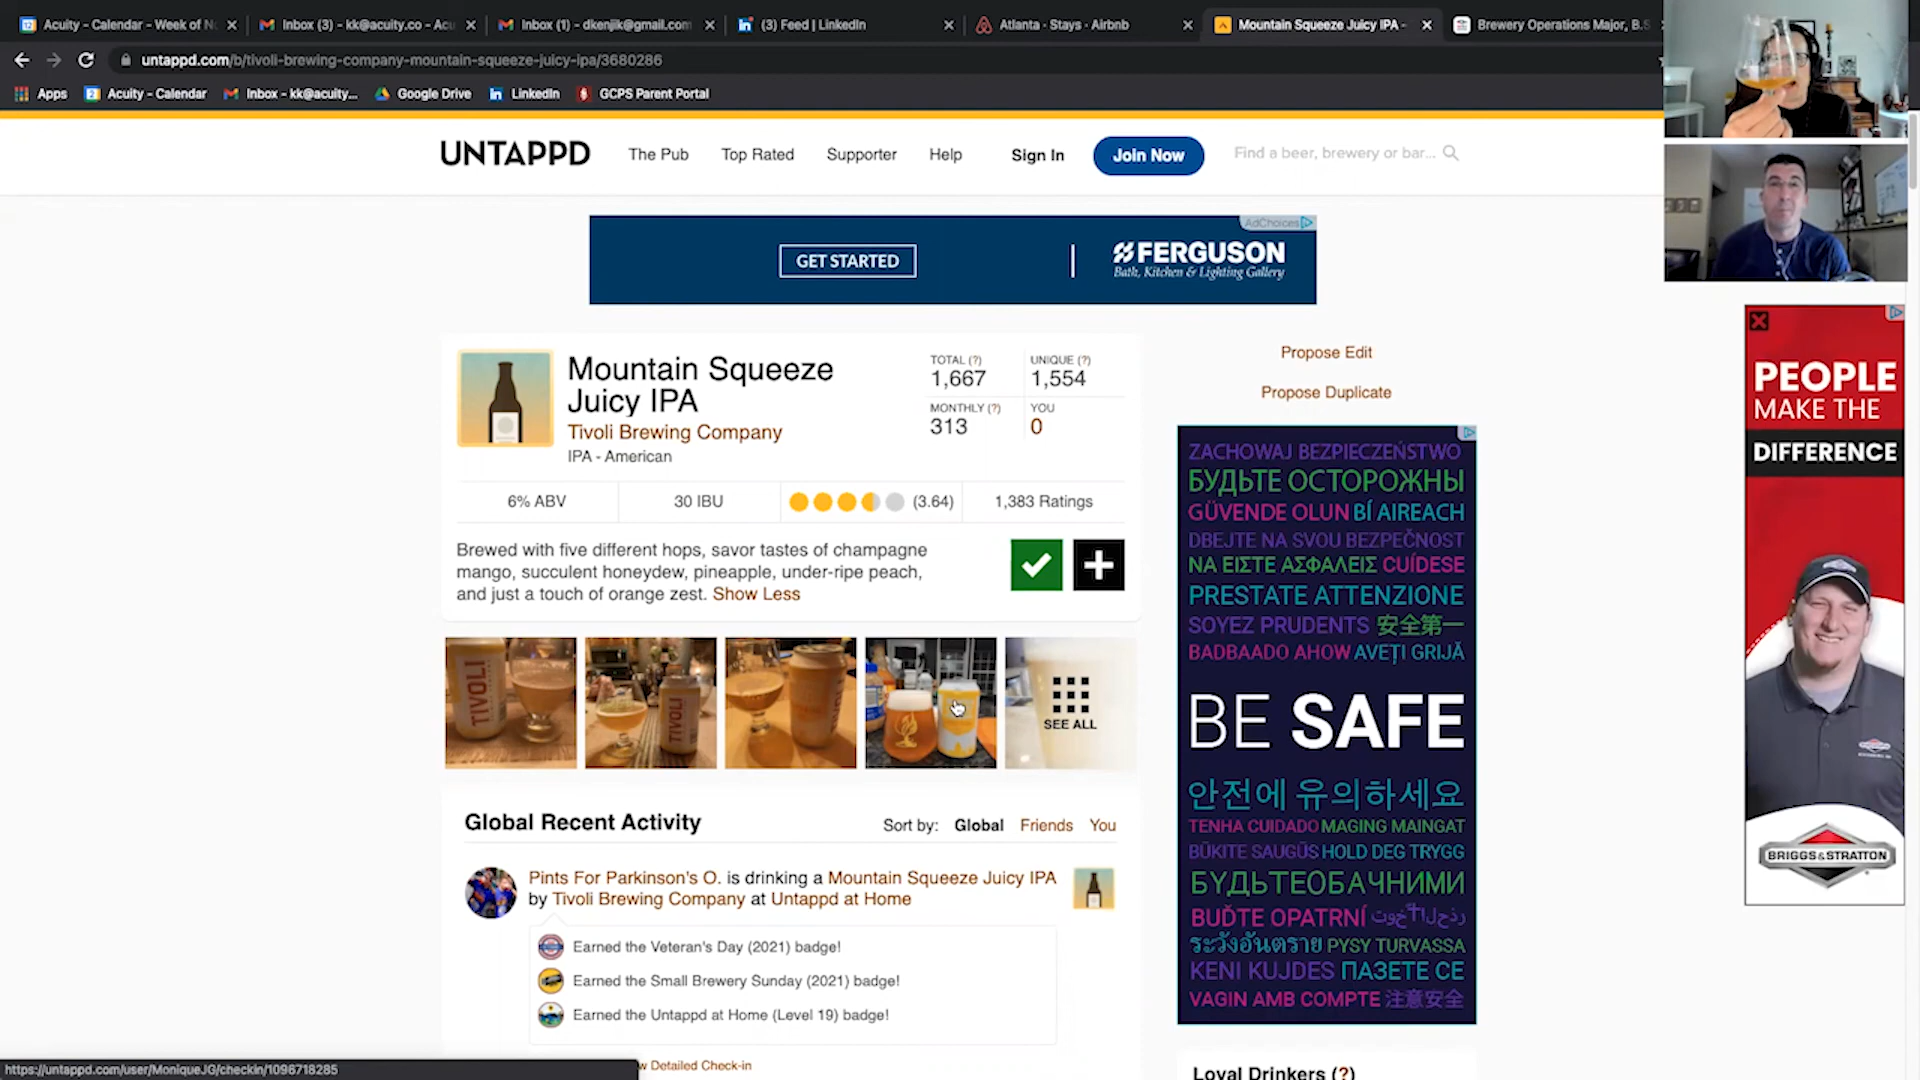 Acuity - Calendar - Week of N
Inbox (3) - kk@acuity.co - Acu
Inbox (1) - dkenjik@gmail.com
(3) Feed | LinkedIn
Atlanta · Stays · Airbnb
Mountain Squeeze Juicy IPA -
Brewery Operations Major, B.S
untappd.com/b/tivoli-brewing-company-mountain-squeeze-juicy-ipa/3680286
Apps
Acuity - Calendar
Inbox - kk@acuity...
Google Drive
LinkedIn
GCPS Parent Portal
UNTAPPD
The Pub
Top Rated
Supporter
Help
Sign In
Join Now
Find a beer, brewery or bar...
AdChoices
GET STARTED
FERGUSON
Bath, Kitchen & Lighting Gallery
Mountain Squeeze
Juicy IPA
Tivoli Brewing Company
IPA - American
TOTAL (?)
1,667
UNIQUE (?)
1,554
MONTHLY (?)
313
YOU
0
6% ABV
30 IBU
(3.64)
1,383 Ratings
Brewed with five different hops, savor tastes of champagne
mango, succulent honeydew, pineapple, under-ripe peach,
and just a touch of orange zest. Show Less
TIVOLI
TIVOLI
SEE ALL
Global Recent Activity
Sort by: Global Friends You
Pints For Parkinson's O. is drinking a Mountain Squeeze Juicy IPA
by Tivoli Brewing Company at Untappd at Home
Earned the Veteran's Day (2021) badge!
Earned the Small Brewery Sunday (2021) badge!
Earned the Untappd at Home (Level 19) badge!
w Detailed Check-in
https://untappd.com/user/MoniqueJG/checkin/1096718285
Propose Edit
Propose Duplicate
ZACHOWAJ BEZPIECZEŃSTWO
БУДЬТЕ ОСТОРОЖНЫ
GÜVENDE OLUN BÍ AIREACH
DBEJTE NA SVOU BEZPEČNOST
ΝΑ ΕΙΣΤΕ ΑΣΦΑΛΕΙΣ CUÍDESE
PRESTATE ATTENZIONE
SOYEZ PRUDENTS 安全第一
BADBAADO AHOW AVEȚI GRIJĂ
BE SAFE
안전에 유의하세요
TENHA CUIDADO MAGING MAINGAT
BŪKITE SAUGŪS HOLD DEG TRYGG
БУДЬТЕ ОБАЧНИМИ
BUĎTE OPATRNÍ
ระวังอันตราย PYSY TURVASSA
KENI KUJDES ПАЗЕТЕ СЕ
VAGIN AMB COMPTE 注意安全
Loyal Drinkers (?)
PEOPLE
MAKE THE
DIFFERENCE
BRIGGS & STRATTON